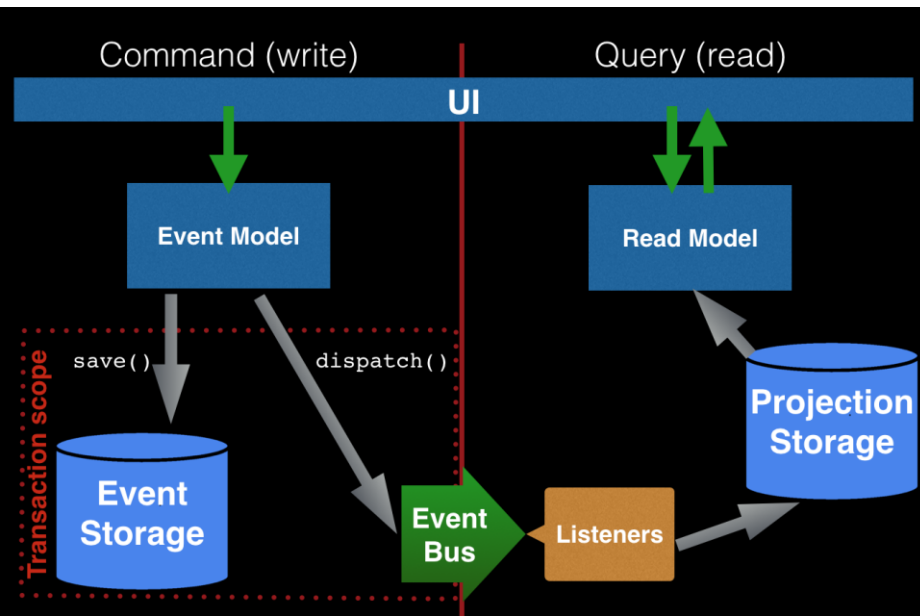 Command (write)
Query (read)
UI
Event Model
Read Model
save()
dispatch()
Transaction scope
Projection
Storage
Event
Storage
Event
Bus
Listeners